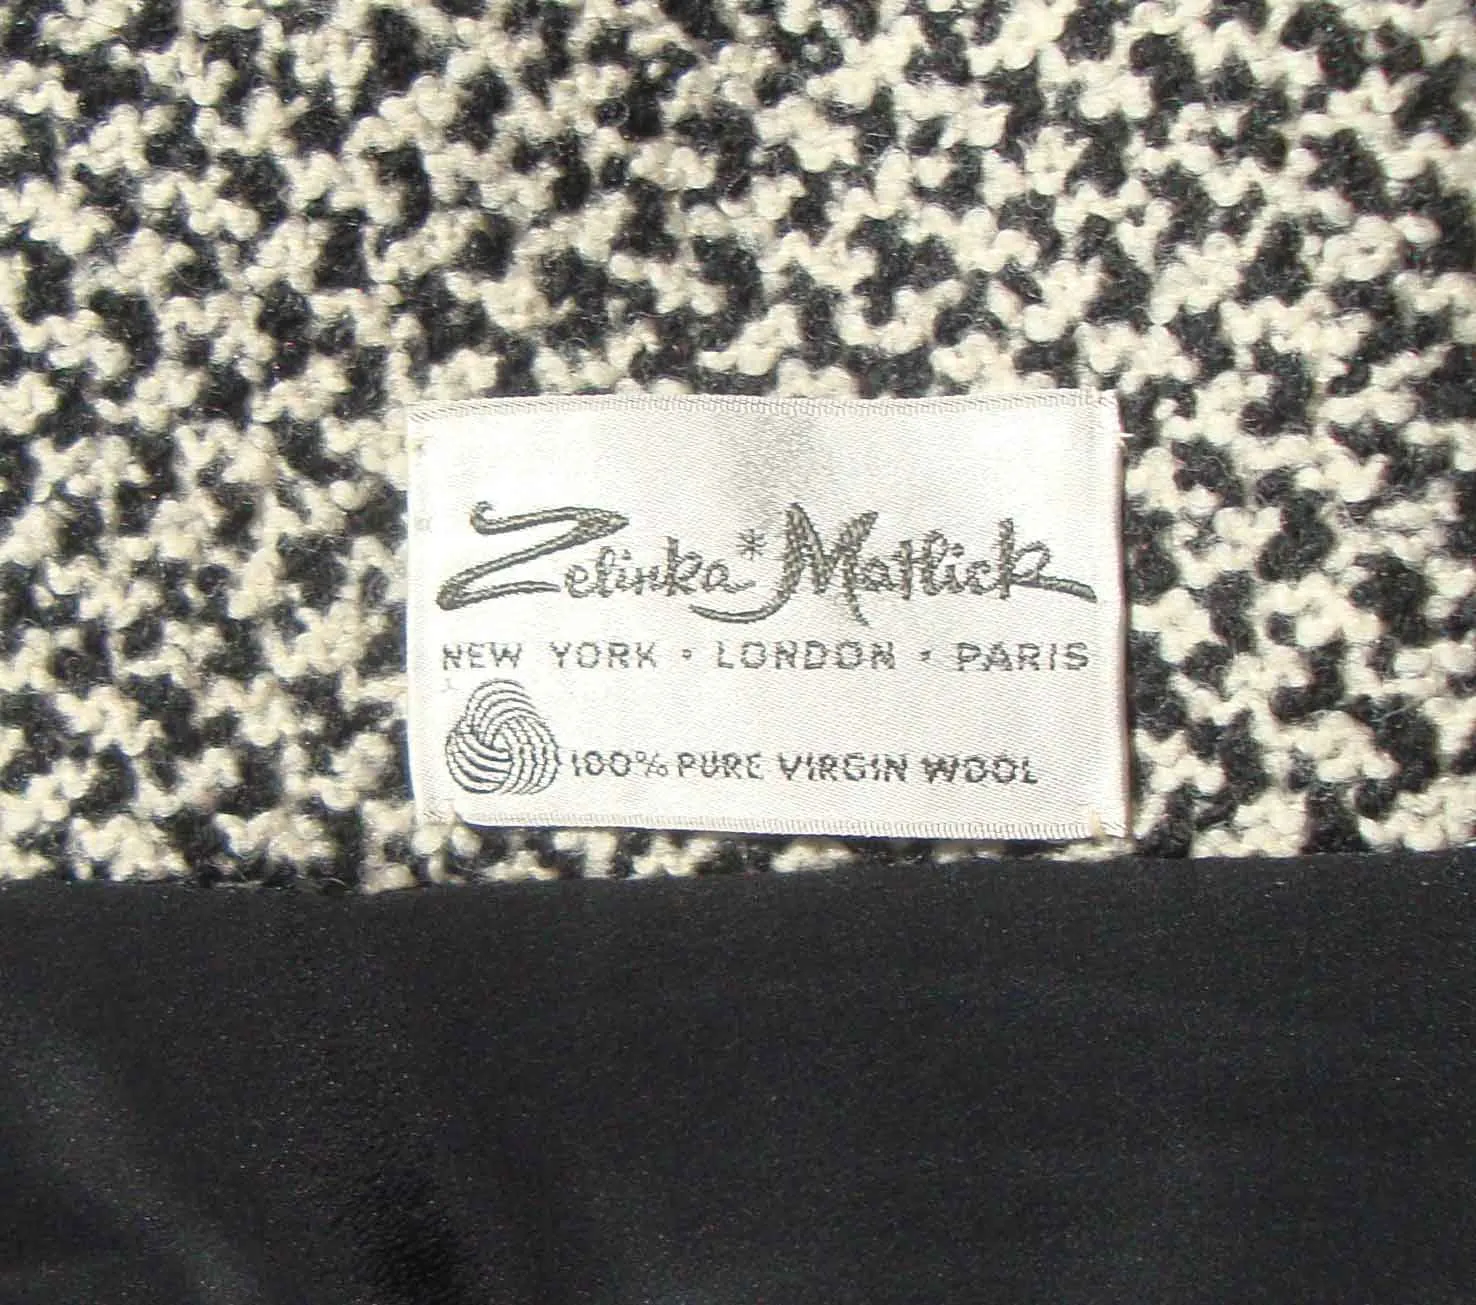 Zelinka * Matlick
NEW YORK · LONDON · PARIS
100% PURE VIRGIN WOOL